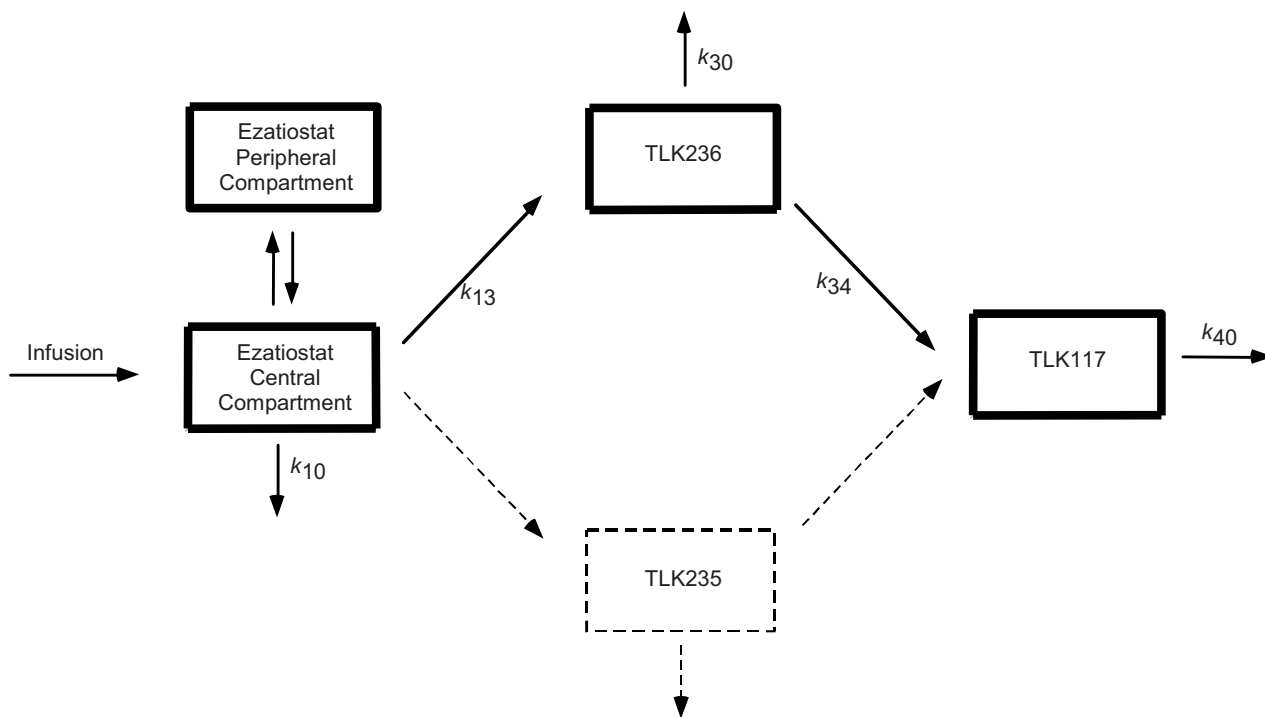 k30
Ezatiostat
Peripheral
Compartment
TLK236
k13
k34
Infusion
Ezatiostat
Central
Compartment
TLK117
k40
k10
TLK235